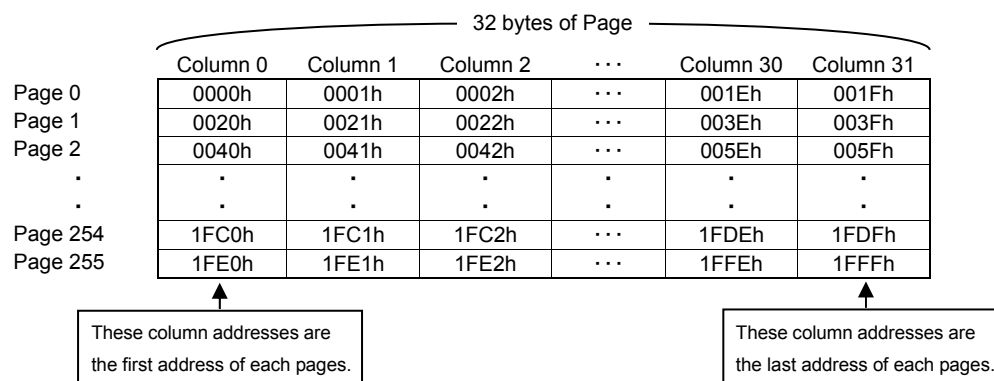 32 bytes of Page
Column 0 Column 1 Column 2 ··· Column 30 Column 31
Page 0 0000h 0001h 0002h ··· 001Eh 001Fh
Page 1 0020h 0021h 0022h ··· 003Eh 003Fh
Page 2 0040h 0041h 0042h ··· 005Eh 005Fh
· · · · · · ·
· · · · · · ·
Page 254 1FC0h 1FC1h 1FC2h ··· 1FDEh 1FDFh
Page 255 1FE0h 1FE1h 1FE2h ··· 1FFEh 1FFFh
These column addresses are
the first address of each pages.
These column addresses are
the last address of each pages.